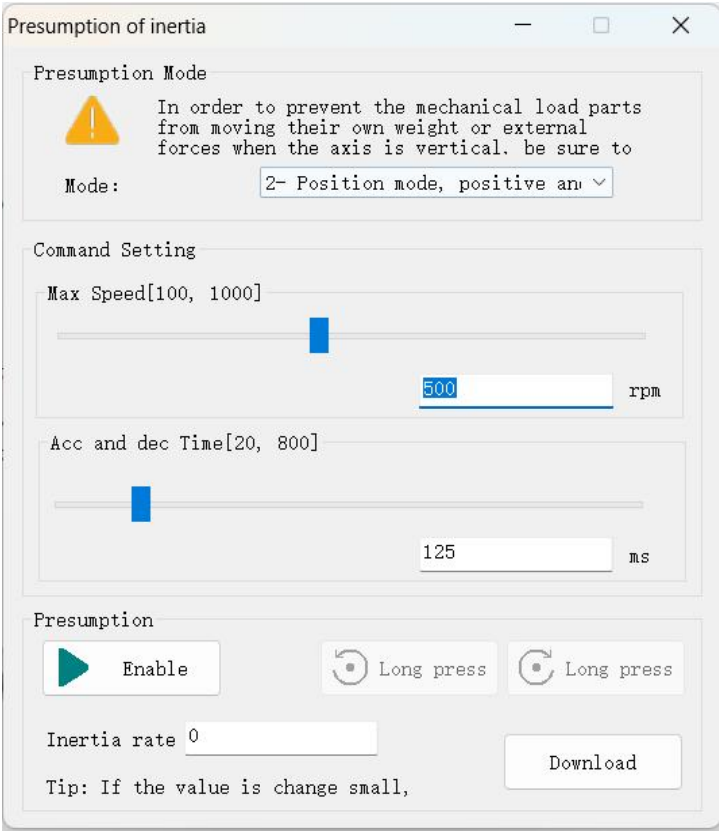 Presumption of inertia
Presumption Mode
In order to prevent the mechanical load parts
from moving their own weight or external
forces when the axis is vertical. be sure to
Mode:
2- Position mode, positive an
Command Setting
Max Speed[100, 1000]
500
rpm
Acc and dec Time[20, 800]
125
ms
Presumption
Enable
Long press
Long press
Inertia rate
0
Download
Tip: If the value is change small,